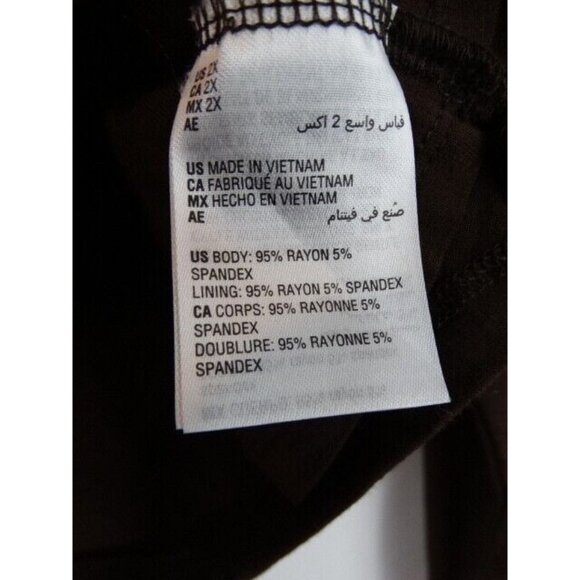 US 2X
CA 2X
MX 2X
AE قياس واسع 2 اكس
US MADE IN VIETNAM
CA FABRIQUÉ AU VIETNAM
MX HECHO EN VIETNAM
AE صُنع في فيتنام
US BODY: 95% RAYON 5%
SPANDEX
LINING: 95% RAYON 5% SPANDEX
CA CORPS: 95% RAYONNE 5%
SPANDEX
DOUBLURE: 95% RAYONNE 5%
SPANDEX